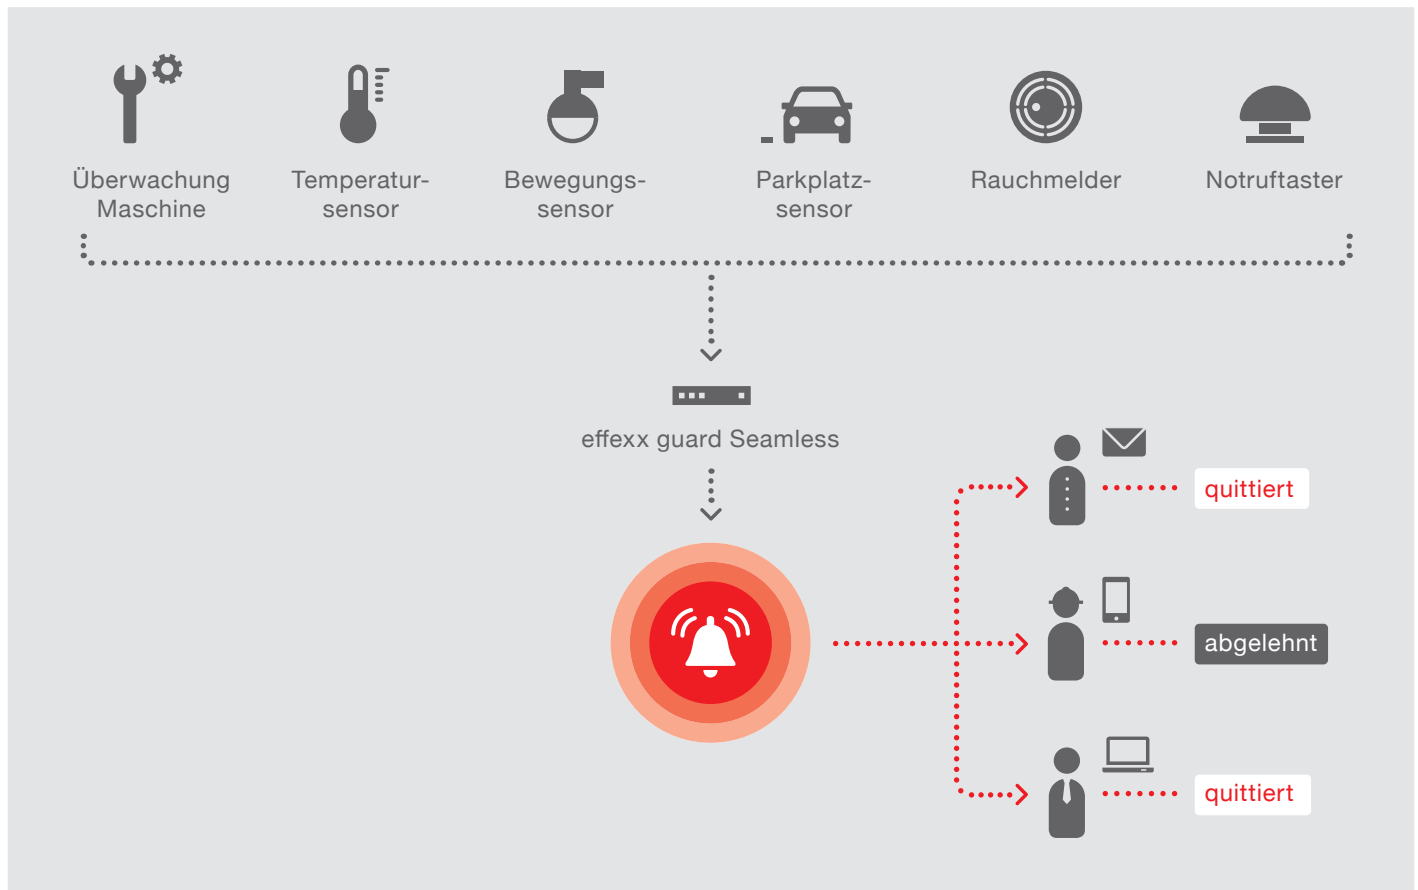 Überwachung
Maschine
Temperatur-
sensor
Bewegungs-
sensor
Parkplatz-
sensor
Rauchmelder
Notruftaster
effexx guard Seamless
quittiert
abgelehnt
quittiert